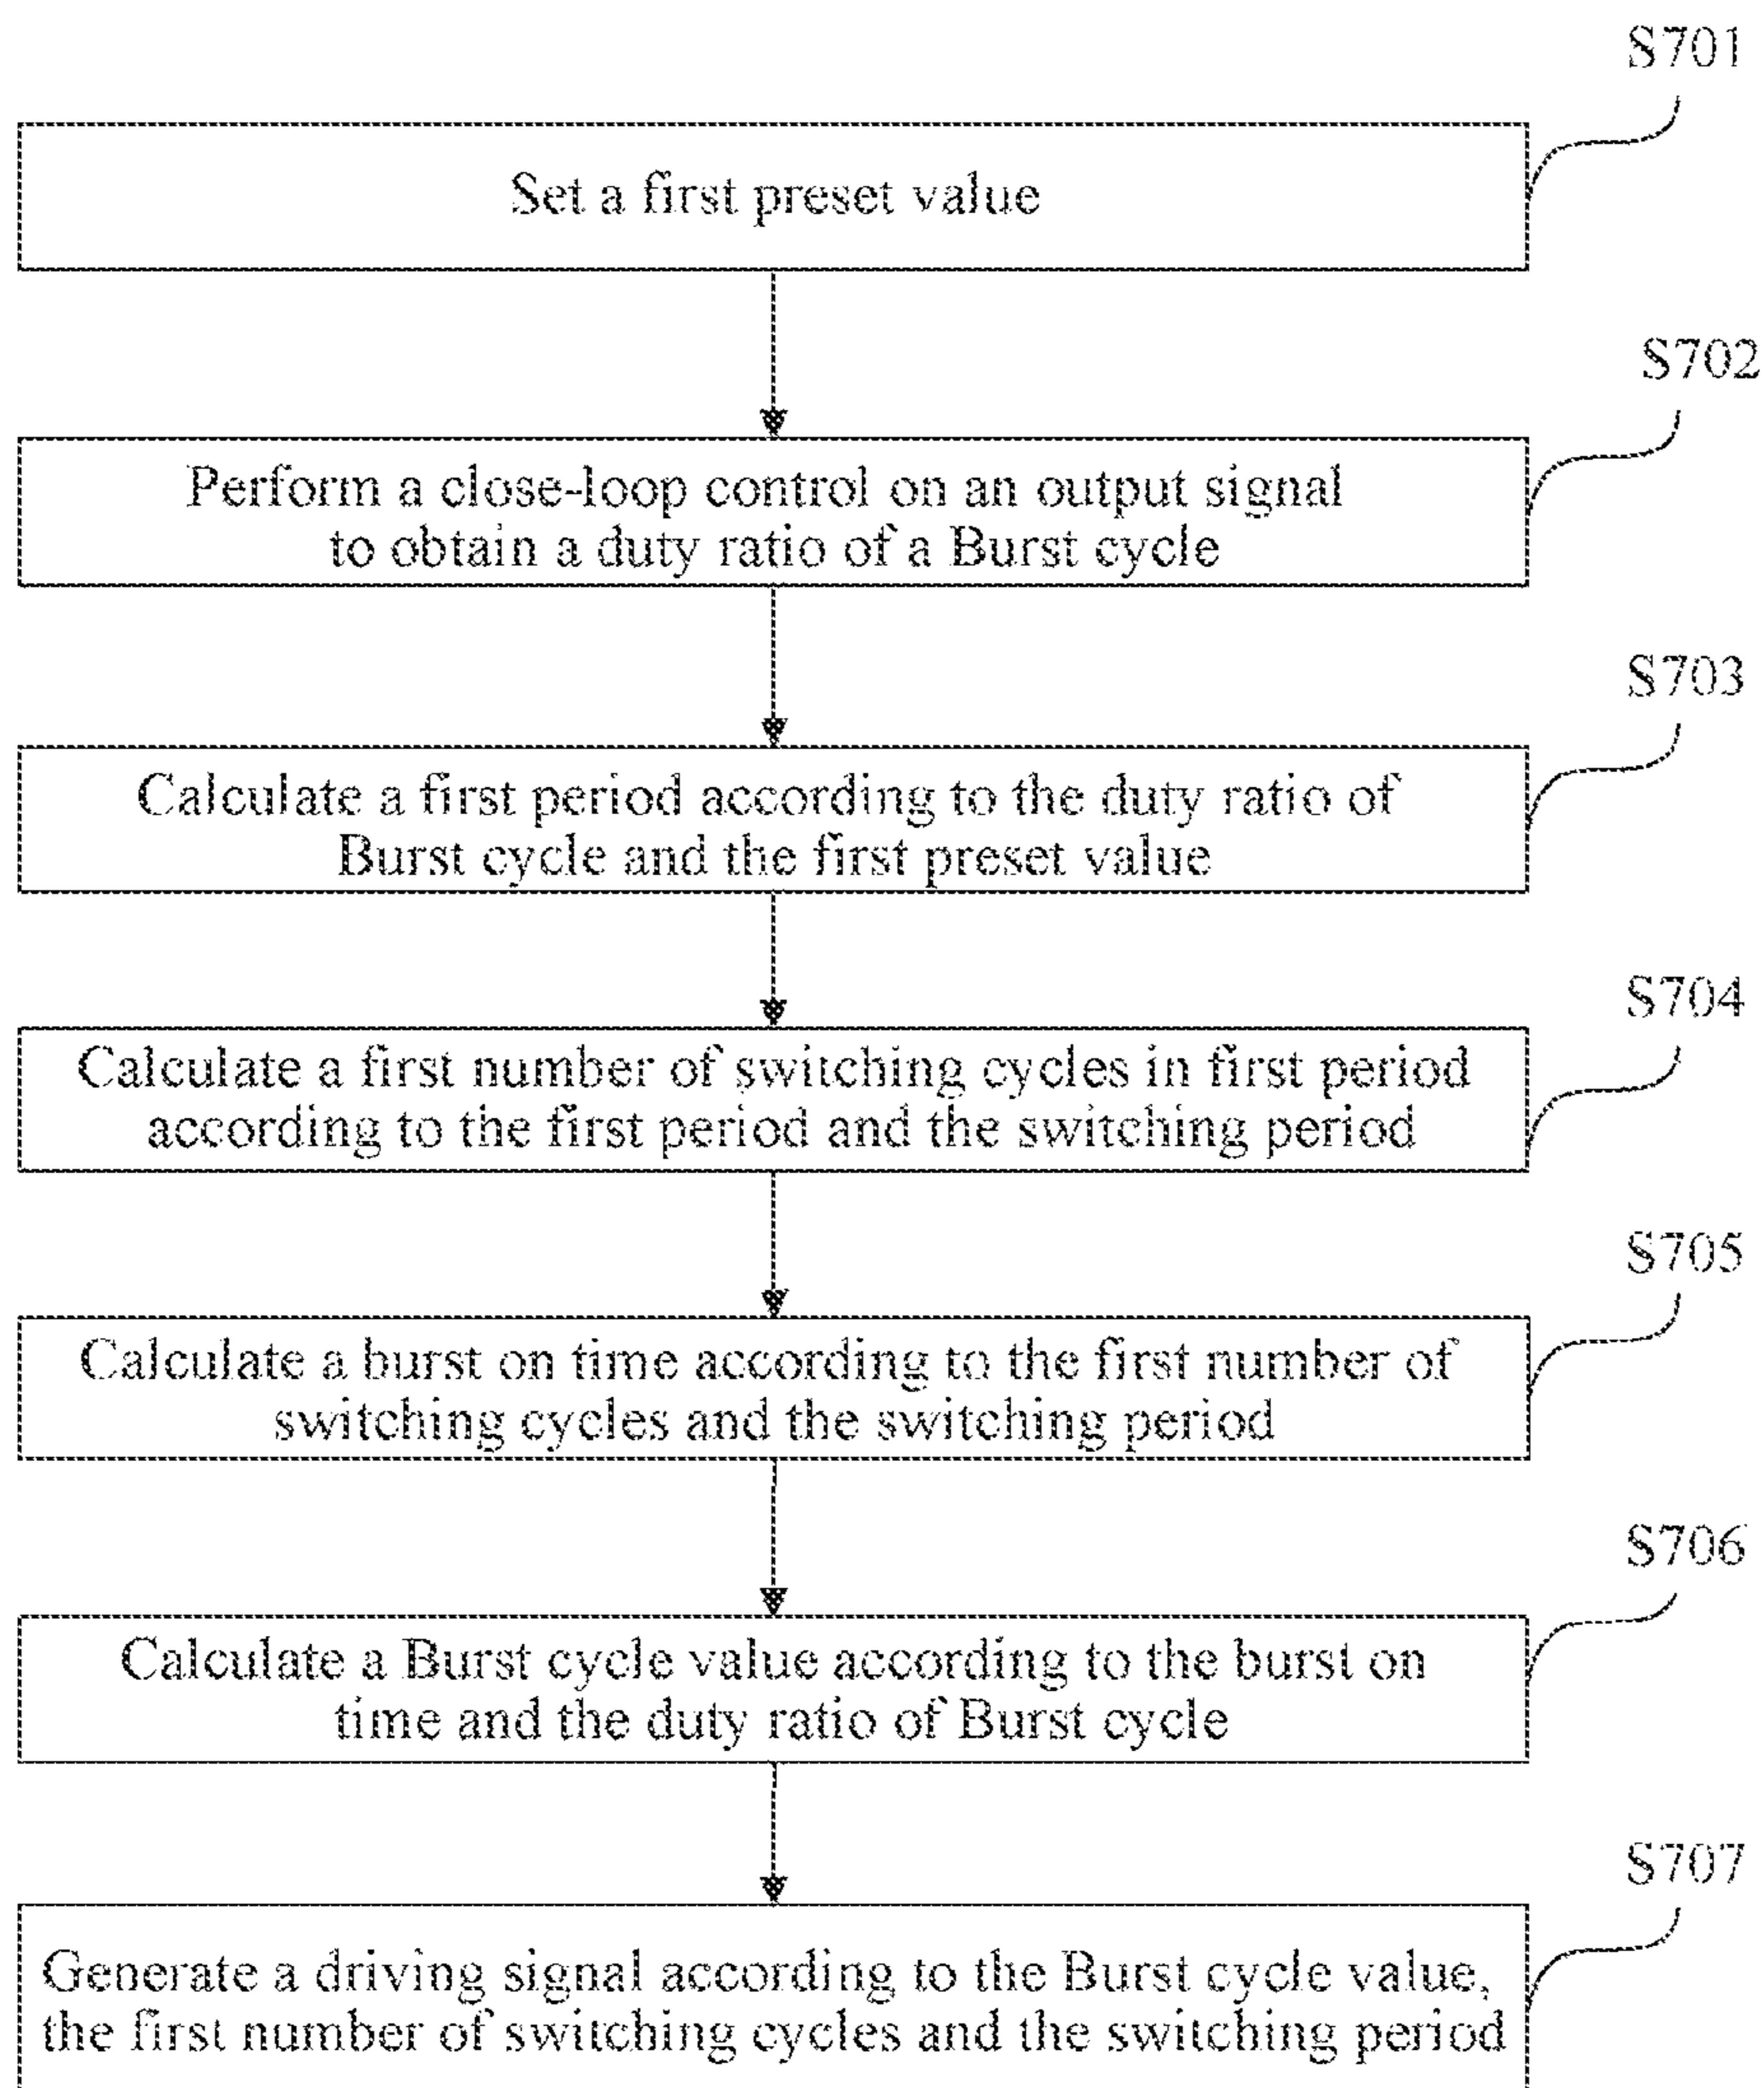 S701
Set a first preset value
S702
Perform a close-loop control on an output signal
to obtain a duty ratio of a Burst cycle
S703
Calculate a first period according to the duty ratio of
Burst cycle and the first preset value
S704
Calculate a first number of switching cycles in first period
according to the first period and the switching period
S705
Calculate a burst on time according to the first number of
switching cycles and the switching period
S706
Calculate a Burst cycle value according to the burst on
time and the duty ratio of Burst cycle
S707
Generate a driving signal according to the Burst cycle value,
the first number of switching cycles and the switching period